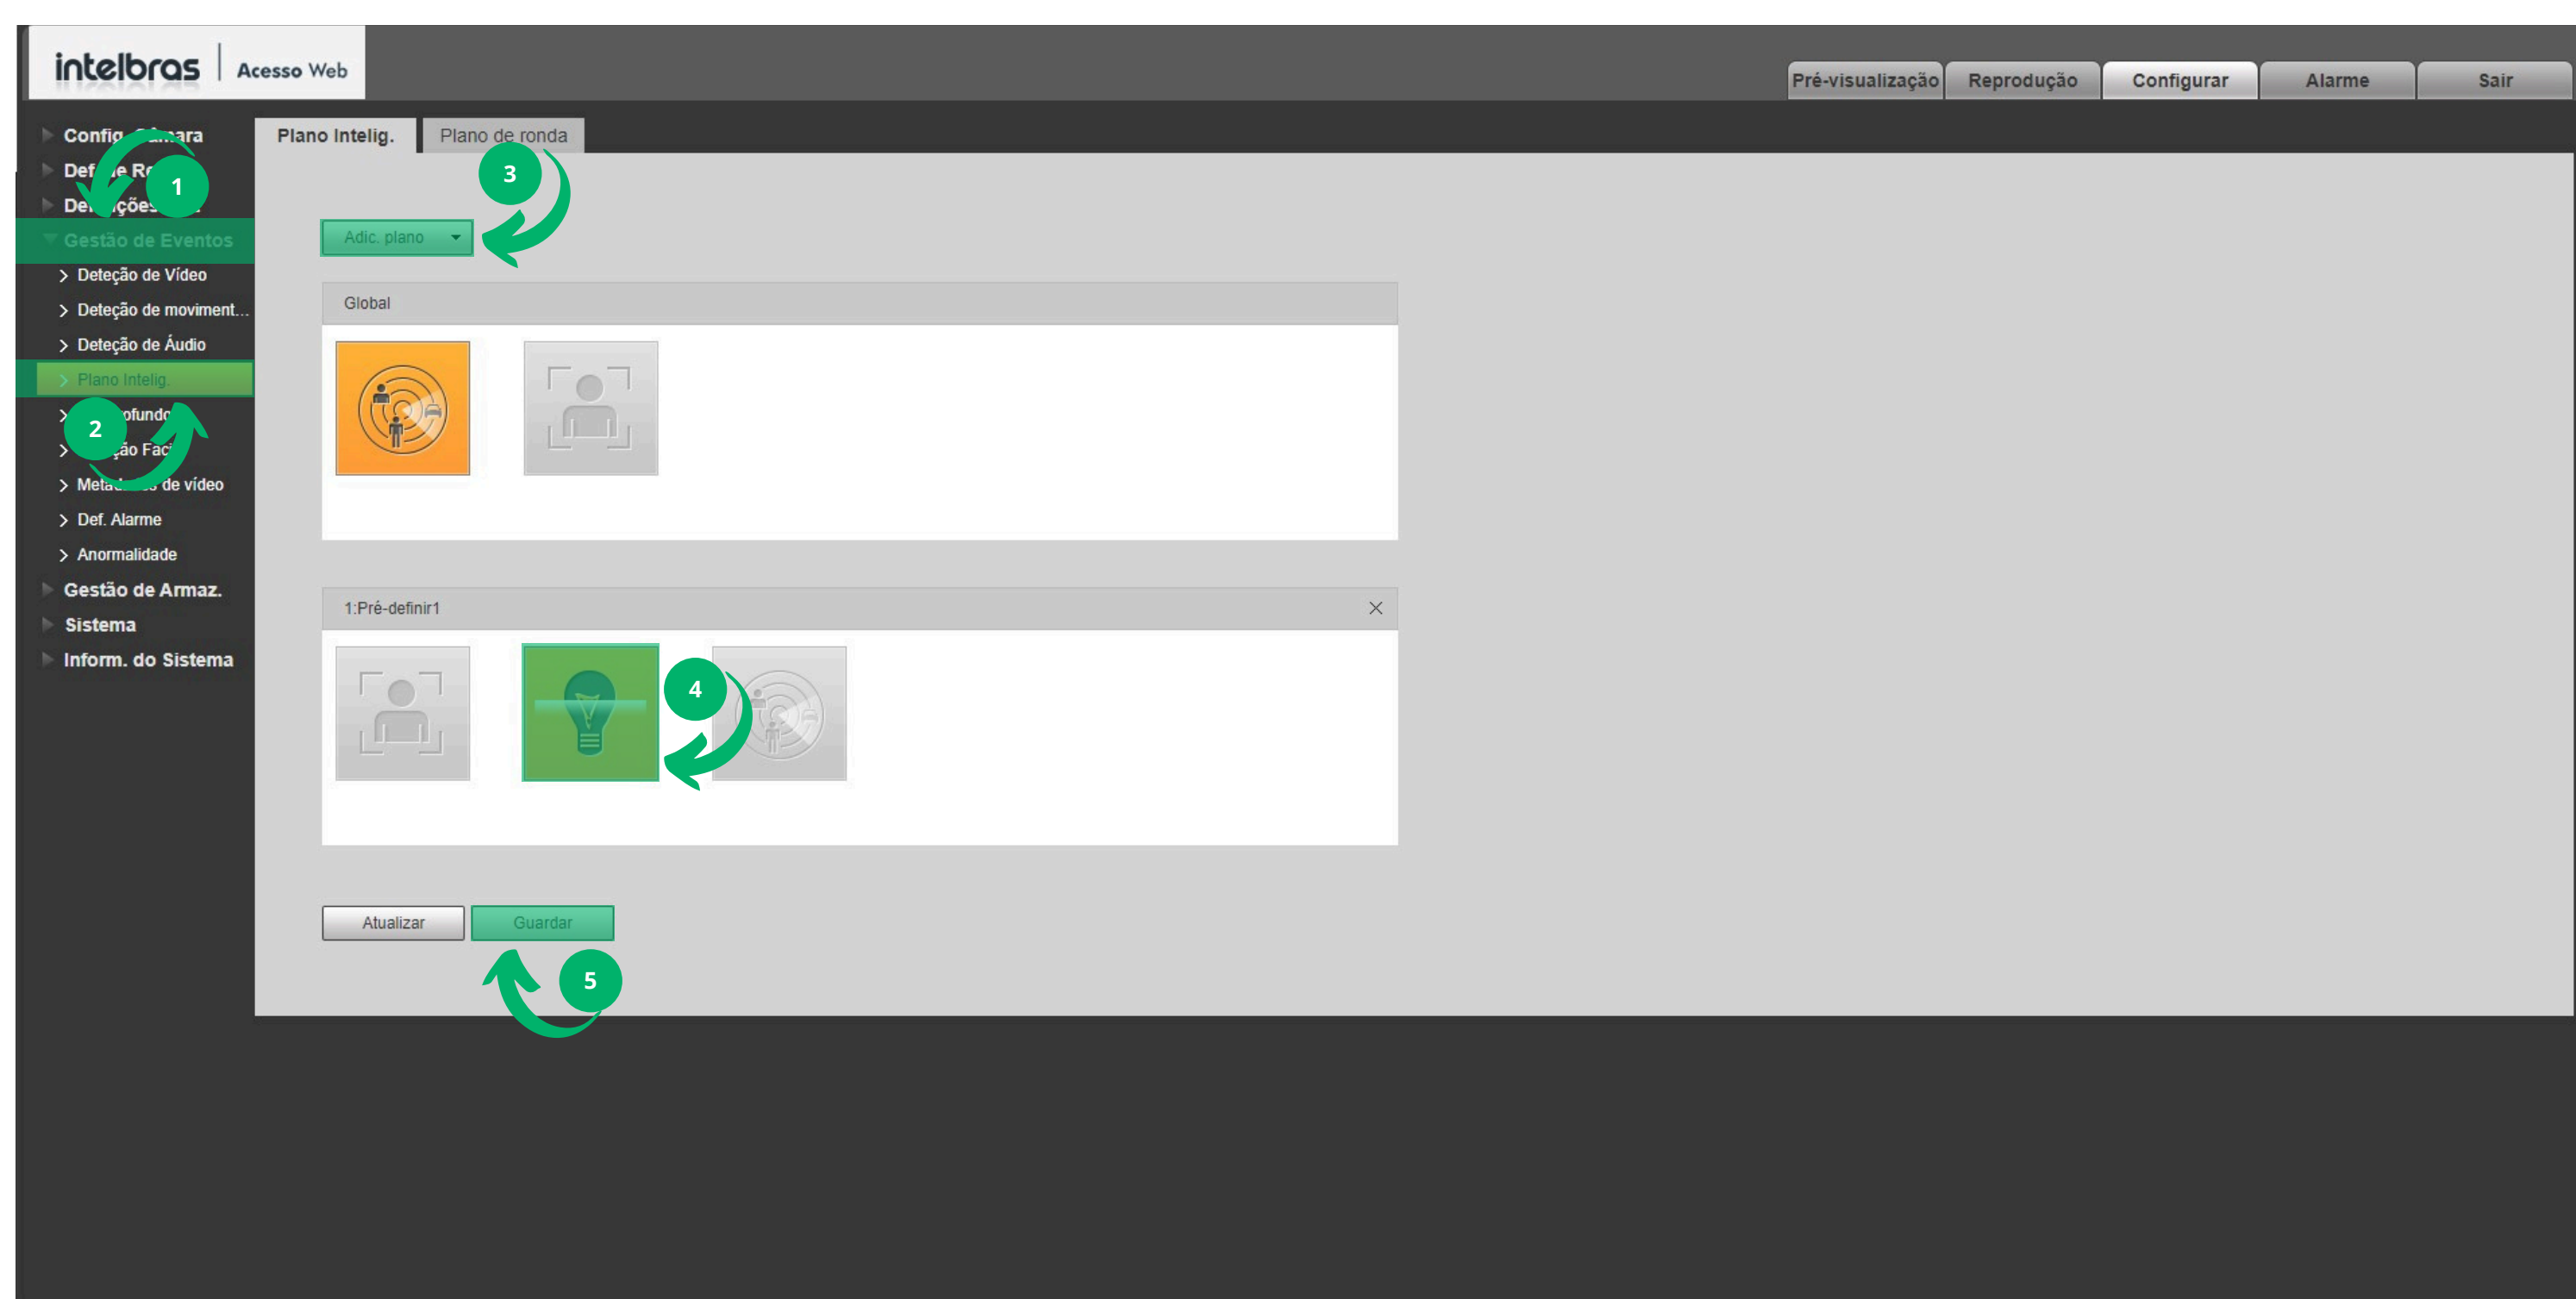 intelbras | Acesso Web
Pré-visualização
Reprodução
Configurar
Alarme
Sair
Plano Intelig.
Plano de ronda
Config.
1
3
Gestão de Eventos
Deteção de Vídeo
Deteção de moviment...
Deteção de Áudio
Plano Intelig.
2
de vídeo
Def. Alarme
Anormalidade
Gestão de Armaz.
Sistema
Inform. do Sistema
Adic. plano
Global
1:Pré-definir1
4
Atualizar
Guardar
5